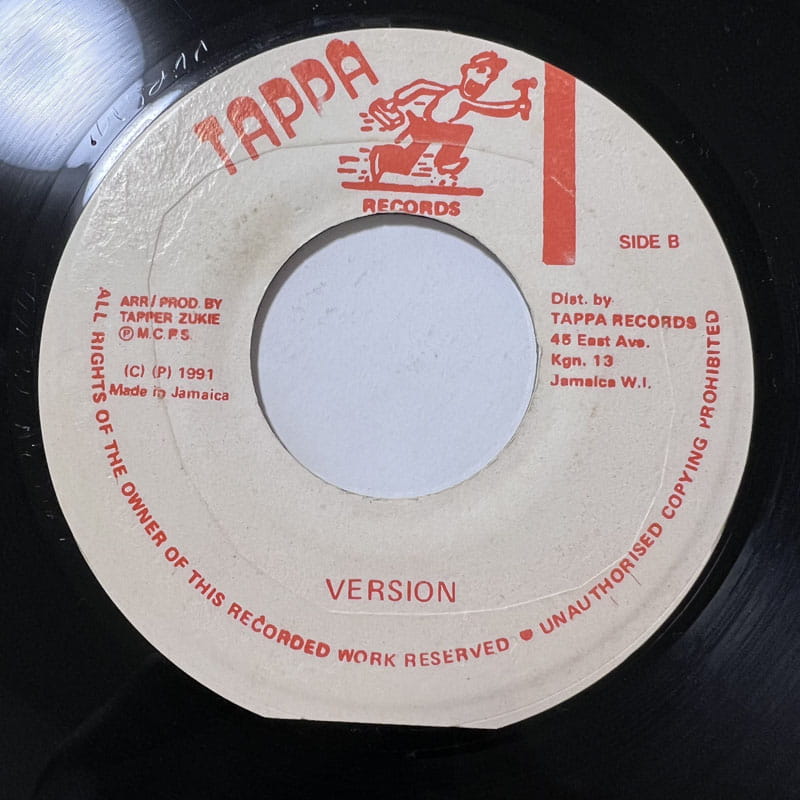 TAPPA
RECORDS
SIDE B
ARR/PROD. BY
TAPPER ZUKIE
Ⓟ M.C.P.S.
(C) (P) 1991
Made in Jamaica
Dist. by
TAPPA RECORDS
45 East Ave.
Kgn. 13
Jamaica W.I.
VERSION
ALL RIGHTS OF THE OWNER OF THIS RECORDED WORK RESERVED ● UNAUTHORISED COPYING PROHIBITED